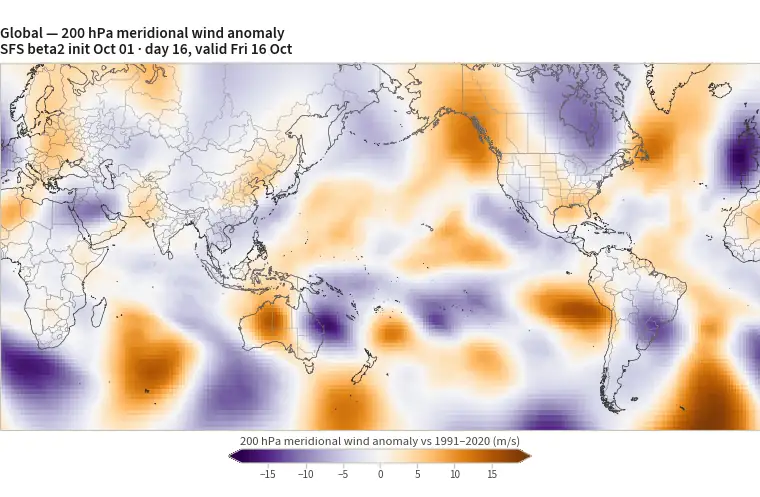 Global — 200 hPa meridional wind anomaly
SFS beta2 init Oct 01 · day 16, valid Fri 16 Oct
200 hPa meridional wind anomaly vs 1991–2020 (m/s)
−15 −10 −5 0 5 10 15